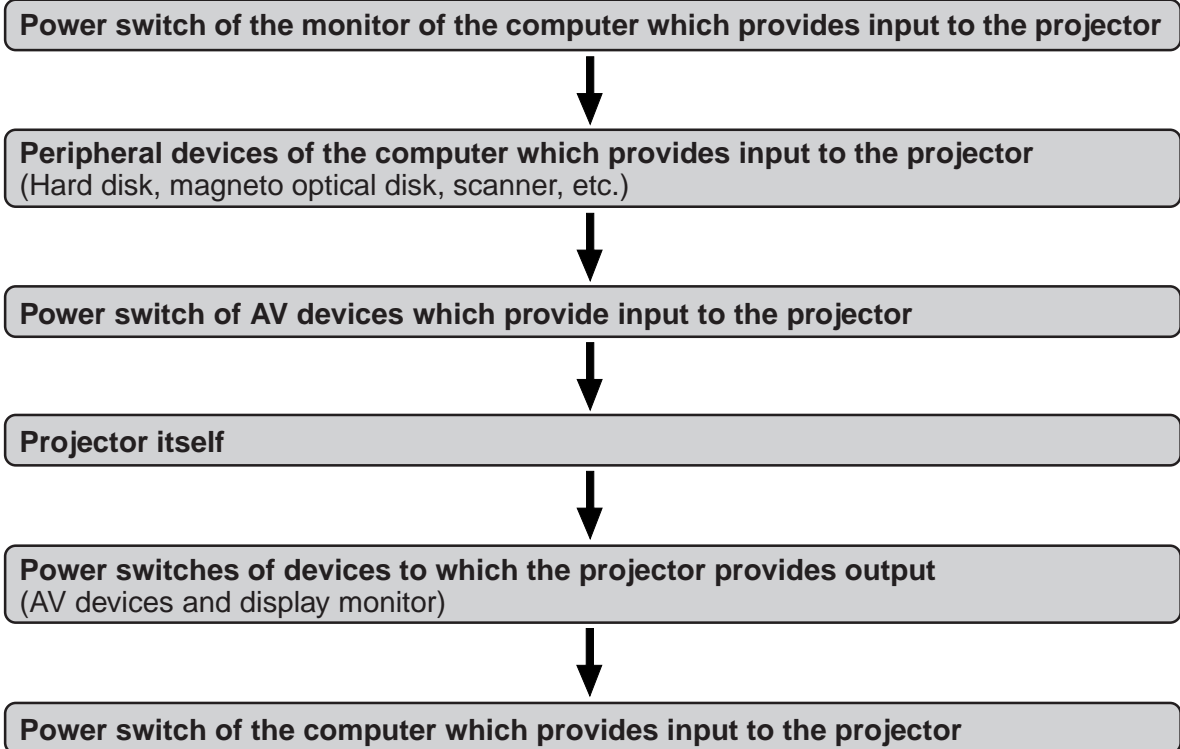 Power switch of the monitor of the computer which provides input to the projector
Peripheral devices of the computer which provides input to the projector
(Hard disk, magneto optical disk, scanner, etc.)
Power switch of AV devices which provide input to the projector
Projector itself
Power switches of devices to which the projector provides output
(AV devices and display monitor)
Power switch of the computer which provides input to the projector